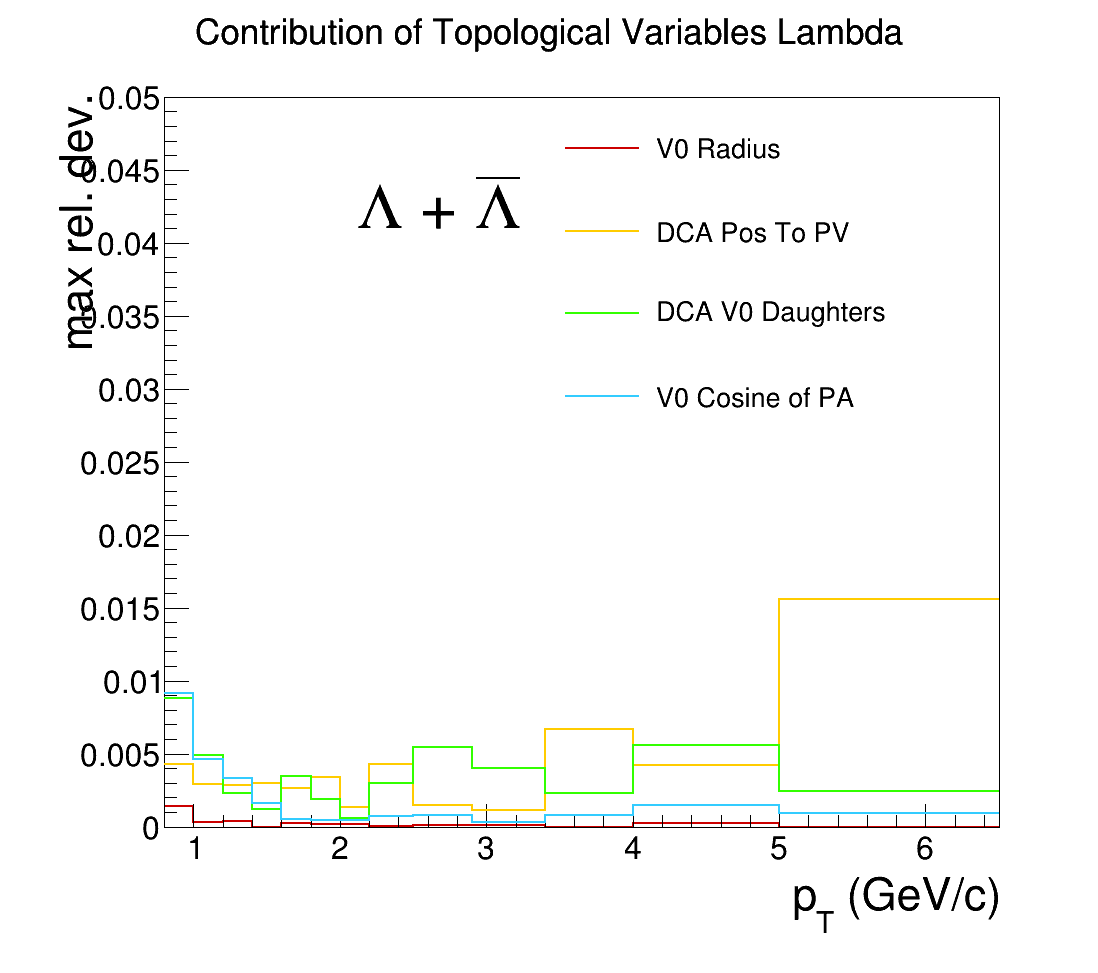 Contribution of Topological Variables Lambda
max rel. dev.
0.05
0.045
0.04
0.035
0.03
0.025
0.02
0.015
0.01
0.005
0
Λ + Λ̅
V0 Radius
DCA Pos To PV
DCA V0 Daughters
V0 Cosine of PA
1 2 3 4 5 6
p_T (GeV/c)